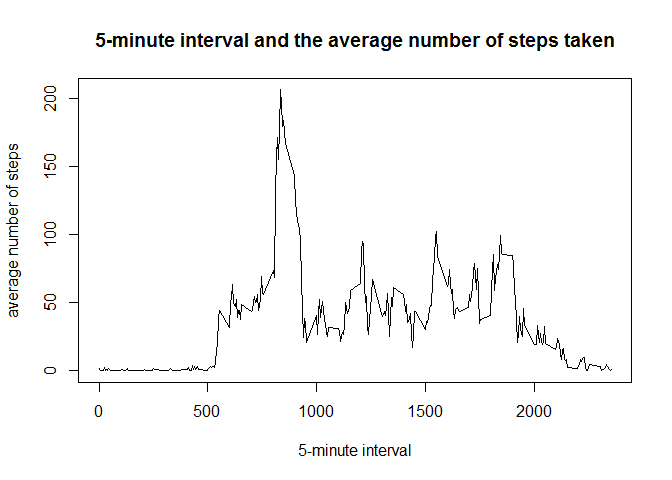 5-minute interval and the average number of steps taken
average number of steps
200
150
100
50
0
0 500 1000 1500 2000
5-minute interval